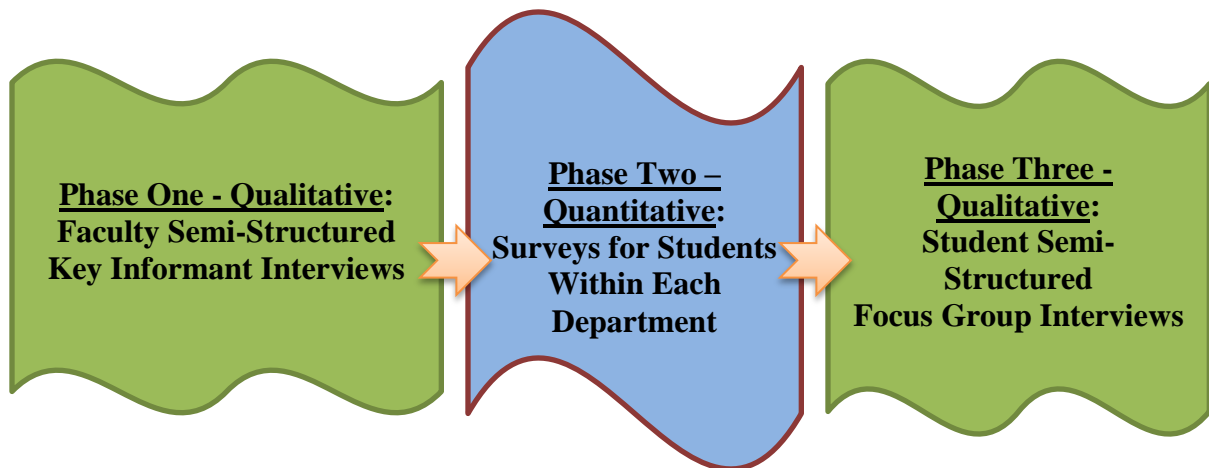 Phase One - Qualitative:
Faculty Semi-Structured
Key Informant Interviews
Phase Two –
Quantitative:
Surveys for Students
Within Each
Department
Phase Three -
Qualitative:
Student Semi-
Structured
Focus Group Interviews